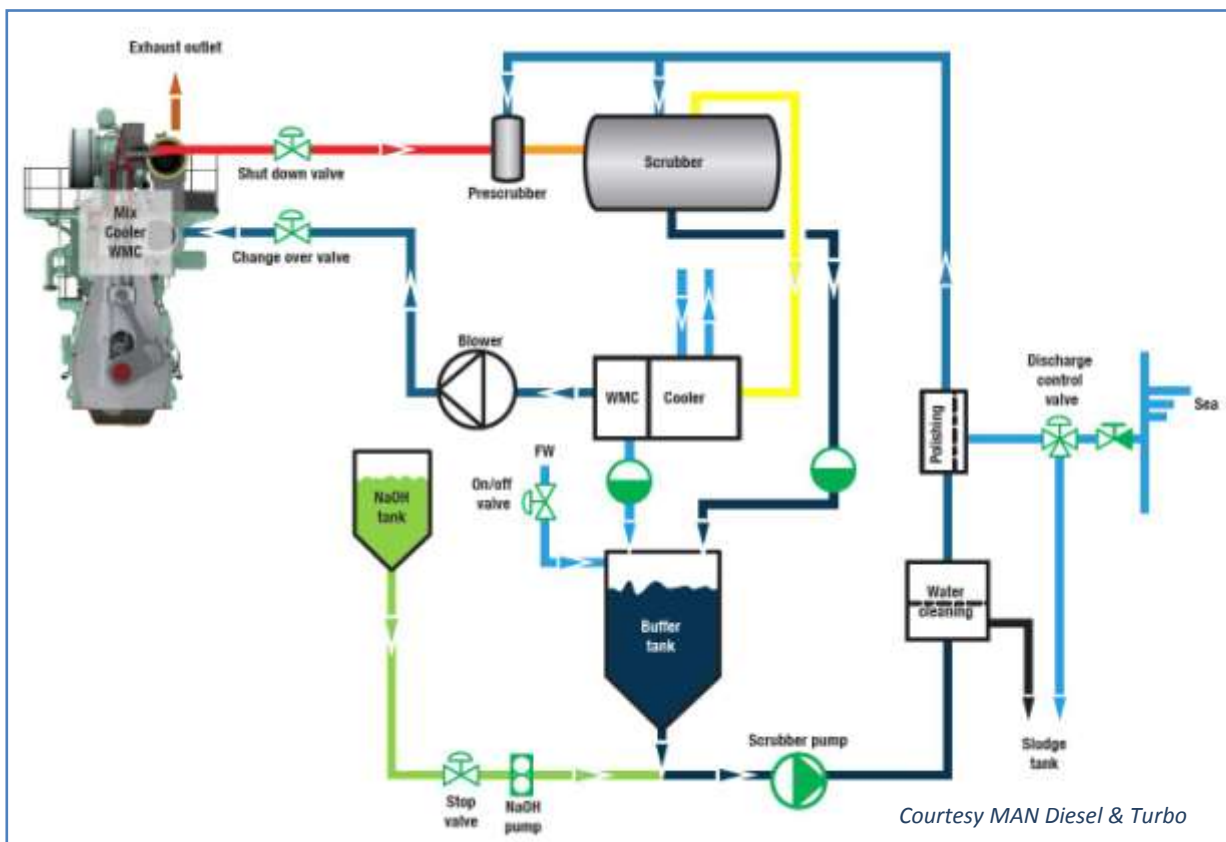 Exhaust outlet
Shut down valve
Prescrubber
Scrubber
Mix
Cooler
WMC
Change over valve
Blower
WMC
Cooler
Discharge
control
valve
Sea
Polishing
FW
On/off
valve
NaOH
tank
Water
cleaning
Buffer
tank
Scrubber pump
Sludge
tank
Stop
valve
NaOH
pump
Courtesy MAN Diesel & Turbo